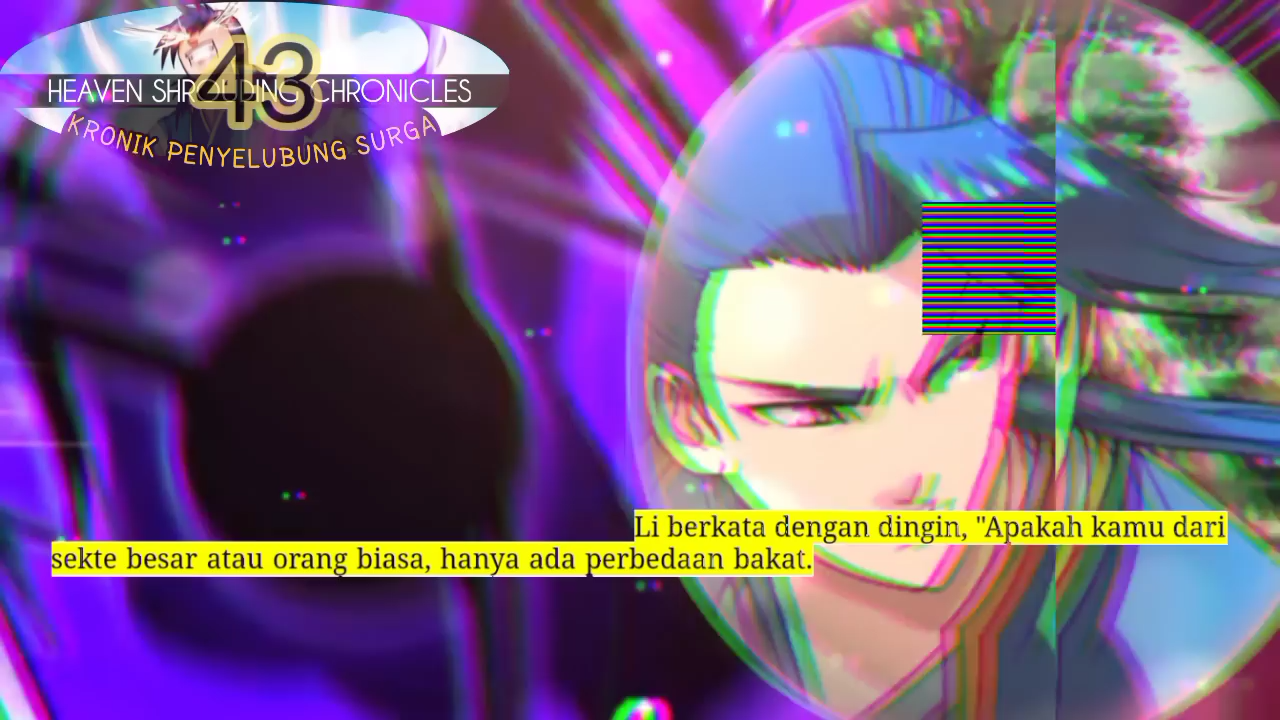 43
HEAVEN SHROUDING CHRONICLES
KRONIK PENYELUBUNG SURGA
Li berkata dengan dingin, "Apakah kamu dari
sekte besar atau orang biasa, hanya ada perbedaan bakat.